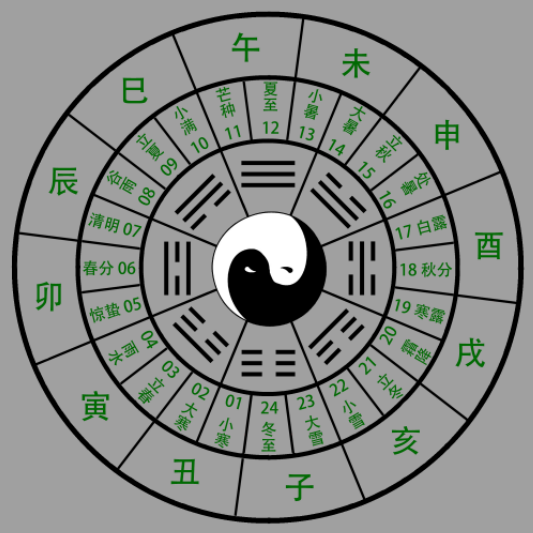 午
未
申
酉
戌
亥
子
丑
寅
卯
辰
巳
夏至 12
小暑 13
大暑 14
立秋 15
处暑 16
17 白露
18 秋分
19 寒露
20 霜降
21 立冬
22 小雪
23 大雪
24 冬至
01 小寒
02 大寒
03 立春
04 雨水
惊蛰 05
春分 06
清明 07
谷雨 08
立夏 09
小满 10
芒种 11